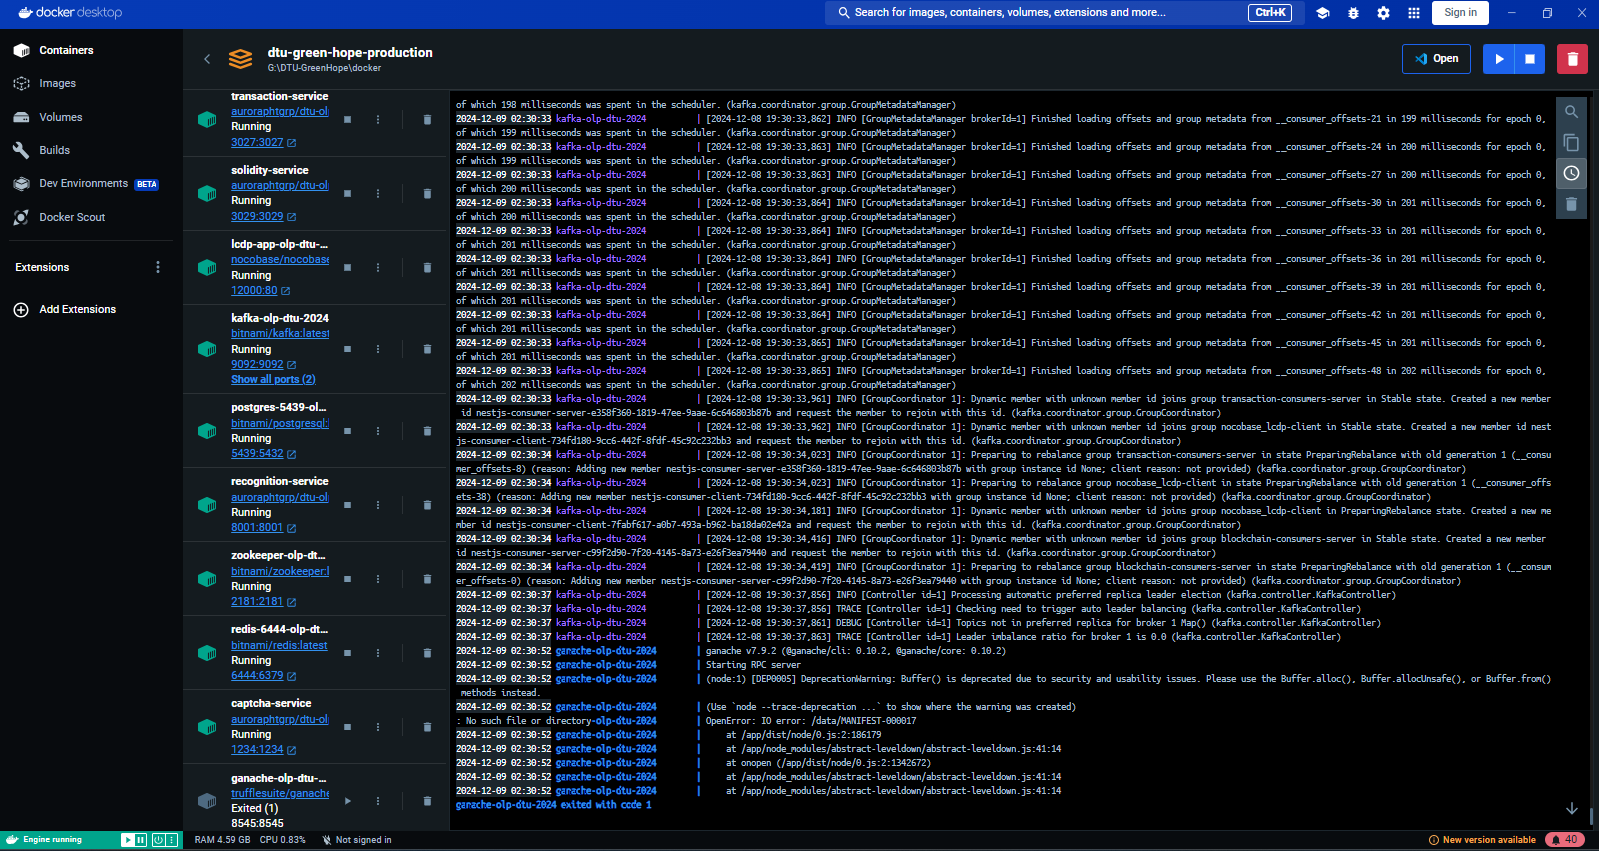 docker desktop
Search for images, containers, volumes, extensions and more...
Ctrl+K
Sign in
Containers
Images
Volumes
Builds
Dev Environments BETA
Docker Scout
Extensions
Add Extensions
dtu-green-hope-production
G:\DTU-GreenHope\docker
Open
transaction-service
auroraphtgrp/dtu-ol
Running
3027:3027
solidity-service
auroraphtgrp/dtu-ol
Running
3029:3029
lcdp-app-olp-dtu-...
nocobase/nocobase
Running
12000:80
kafka-olp-dtu-2024
bitnami/kafka:latest
Running
9092:9092
Show all ports (2)
postgres-5439-ol...
bitnami/postgresql:
Running
5439:5432
recognition-service
auroraphtgrp/dtu-ol
Running
8001:8001
zookeeper-olp-dt...
bitnami/zookeeper:l
Running
2181:2181
redis-6444-olp-dt...
bitnami/redis:latest
Running
6444:6379
captcha-service
auroraphtgrp/dtu-ol
Running
1234:1234
ganache-olp-dtu-...
trufflesuite/ganache
Exited (1)
8545:8545
of which 198 milliseconds was spent in the scheduler. (kafka.coordinator.group.GroupMetadataManager)
2024-12-09 02:30:33 kafka-olp-dtu-2024 | [2024-12-08 19:30:33,862] INFO [GroupMetadataManager brokerId=1] Finished loading offsets and group metadata from __consumer_offsets-21 in 199 milliseconds for epoch 0,
of which 199 milliseconds was spent in the scheduler. (kafka.coordinator.group.GroupMetadataManager)
2024-12-09 02:30:33 kafka-olp-dtu-2024 | [2024-12-08 19:30:33,863] INFO [GroupMetadataManager brokerId=1] Finished loading offsets and group metadata from __consumer_offsets-24 in 200 milliseconds for epoch 0,
of which 199 milliseconds was spent in the scheduler. (kafka.coordinator.group.GroupMetadataManager)
2024-12-09 02:30:33 kafka-olp-dtu-2024 | [2024-12-08 19:30:33,863] INFO [GroupMetadataManager brokerId=1] Finished loading offsets and group metadata from __consumer_offsets-27 in 200 milliseconds for epoch 0,
of which 200 milliseconds was spent in the scheduler. (kafka.coordinator.group.GroupMetadataManager)
2024-12-09 02:30:33 kafka-olp-dtu-2024 | [2024-12-08 19:30:33,864] INFO [GroupMetadataManager brokerId=1] Finished loading offsets and group metadata from __consumer_offsets-30 in 201 milliseconds for epoch 0,
of which 200 milliseconds was spent in the scheduler. (kafka.coordinator.group.GroupMetadataManager)
2024-12-09 02:30:33 kafka-olp-dtu-2024 | [2024-12-08 19:30:33,864] INFO [GroupMetadataManager brokerId=1] Finished loading offsets and group metadata from __consumer_offsets-33 in 201 milliseconds for epoch 0,
of which 201 milliseconds was spent in the scheduler. (kafka.coordinator.group.GroupMetadataManager)
2024-12-09 02:30:33 kafka-olp-dtu-2024 | [2024-12-08 19:30:33,864] INFO [GroupMetadataManager brokerId=1] Finished loading offsets and group metadata from __consumer_offsets-36 in 201 milliseconds for epoch 0,
of which 201 milliseconds was spent in the scheduler. (kafka.coordinator.group.GroupMetadataManager)
2024-12-09 02:30:33 kafka-olp-dtu-2024 | [2024-12-08 19:30:33,864] INFO [GroupMetadataManager brokerId=1] Finished loading offsets and group metadata from __consumer_offsets-39 in 201 milliseconds for epoch 0,
of which 201 milliseconds was spent in the scheduler. (kafka.coordinator.group.GroupMetadataManager)
2024-12-09 02:30:33 kafka-olp-dtu-2024 | [2024-12-08 19:30:33,864] INFO [GroupMetadataManager brokerId=1] Finished loading offsets and group metadata from __consumer_offsets-42 in 201 milliseconds for epoch 0,
of which 201 milliseconds was spent in the scheduler. (kafka.coordinator.group.GroupMetadataManager)
2024-12-09 02:30:33 kafka-olp-dtu-2024 | [2024-12-08 19:30:33,865] INFO [GroupMetadataManager brokerId=1] Finished loading offsets and group metadata from __consumer_offsets-45 in 201 milliseconds for epoch 0,
of which 201 milliseconds was spent in the scheduler. (kafka.coordinator.group.GroupMetadataManager)
2024-12-09 02:30:33 kafka-olp-dtu-2024 | [2024-12-08 19:30:33,865] INFO [GroupMetadataManager brokerId=1] Finished loading offsets and group metadata from __consumer_offsets-48 in 202 milliseconds for epoch 0,
of which 202 milliseconds was spent in the scheduler. (kafka.coordinator.group.GroupMetadataManager)
2024-12-09 02:30:33 kafka-olp-dtu-2024 | [2024-12-08 19:30:33,961] INFO [GroupCoordinator 1]: Dynamic member with unknown member id joins group transaction-consumers-server in Stable state. Created a new member
id nestjs-consumer-server-e358f360-1819-47ee-9aae-6c646803b87b and request the member to rejoin with this id. (kafka.coordinator.group.GroupCoordinator)
2024-12-09 02:30:33 kafka-olp-dtu-2024 | [2024-12-08 19:30:33,962] INFO [GroupCoordinator 1]: Dynamic member with unknown member id joins group nocobase_lcdp-client in Stable state. Created a new member id nest
js-consumer-client-734fd180-9cc6-442f-8fdf-45c92c232bb3 and request the member to rejoin with this id. (kafka.coordinator.group.GroupCoordinator)
2024-12-09 02:30:34 kafka-olp-dtu-2024 | [2024-12-08 19:30:34,023] INFO [GroupCoordinator 1]: Preparing to rebalance group transaction-consumers-server in state PreparingRebalance with old generation 1 (__consu
mer_offsets-8) (reason: Adding new member nestjs-consumer-server-e358f360-1819-47ee-9aae-6c646803b87b with group instance id None; client reason: not provided) (kafka.coordinator.group.GroupCoordinator)
2024-12-09 02:30:34 kafka-olp-dtu-2024 | [2024-12-08 19:30:34,023] INFO [GroupCoordinator 1]: Preparing to rebalance group nocobase_lcdp-client in state PreparingRebalance with old generation 1 (__consumer_offs
ets-38) (reason: Adding new member nestjs-consumer-client-734fd180-9cc6-442f-8fdf-45c92c232bb3 with group instance id None; client reason: not provided) (kafka.coordinator.group.GroupCoordinator)
2024-12-09 02:30:34 kafka-olp-dtu-2024 | [2024-12-08 19:30:34,181] INFO [GroupCoordinator 1]: Dynamic member with unknown member id joins group nocobase_lcdp-client in PreparingRebalance state. Created a new me
mber id nestjs-consumer-client-7fabf617-a0b7-493a-b962-ba18da02e42a and request the member to rejoin with this id. (kafka.coordinator.group.GroupCoordinator)
2024-12-09 02:30:34 kafka-olp-dtu-2024 | [2024-12-08 19:30:34,416] INFO [GroupCoordinator 1]: Dynamic member with unknown member id joins group blockchain-consumers-server in Stable state. Created a new member
id nestjs-consumer-server-c99f2d90-7f20-4145-8a73-e26f3ea79440 and request the member to rejoin with this id. (kafka.coordinator.group.GroupCoordinator)
2024-12-09 02:30:34 kafka-olp-dtu-2024 | [2024-12-08 19:30:34,419] INFO [GroupCoordinator 1]: Preparing to rebalance group blockchain-consumers-server in state PreparingRebalance with old generation 1 (__consum
er_offsets-0) (reason: Adding new member nestjs-consumer-server-c99f2d90-7f20-4145-8a73-e26f3ea79440 with group instance id None; client reason: not provided) (kafka.coordinator.group.GroupCoordinator)
2024-12-09 02:30:37 kafka-olp-dtu-2024 | [2024-12-08 19:30:37,856] INFO [Controller id=1] Processing automatic preferred replica leader election (kafka.controller.KafkaController)
2024-12-09 02:30:37 kafka-olp-dtu-2024 | [2024-12-08 19:30:37,856] TRACE [Controller id=1] Checking need to trigger auto leader balancing (kafka.controller.KafkaController)
2024-12-09 02:30:37 kafka-olp-dtu-2024 | [2024-12-08 19:30:37,861] DEBUG [Controller id=1] Topics not in preferred replica for broker 1 Map() (kafka.controller.KafkaController)
2024-12-09 02:30:37 kafka-olp-dtu-2024 | [2024-12-08 19:30:37,863] TRACE [Controller id=1] Leader imbalance ratio for broker 1 is 0.0 (kafka.controller.KafkaController)
2024-12-09 02:30:52 ganache-olp-dtu-2024 | ganache v7.9.2 (@ganache/cli: 0.10.2, @ganache/core: 0.10.2)
2024-12-09 02:30:52 ganache-olp-dtu-2024 | Starting RPC server
2024-12-09 02:30:52 ganache-olp-dtu-2024 | (node:1) [DEP0005] DeprecationWarning: Buffer() is deprecated due to security and usability issues. Please use the Buffer.alloc(), Buffer.allocUnsafe(), or Buffer.from()
methods instead.
2024-12-09 02:30:52 ganache-olp-dtu-2024 | (Use `node --trace-deprecation ...` to show where the warning was created)
: No such file or directory-olp-dtu-2024 | OpenError: IO error: /data/MANIFEST-000017
2024-12-09 02:30:52 ganache-olp-dtu-2024 | at /app/dist/node/0.js:2:186179
2024-12-09 02:30:52 ganache-olp-dtu-2024 | at /app/node_modules/abstract-leveldown/abstract-leveldown.js:41:14
2024-12-09 02:30:52 ganache-olp-dtu-2024 | at onopen (/app/dist/node/0.js:2:1342672)
2024-12-09 02:30:52 ganache-olp-dtu-2024 | at /app/node_modules/abstract-leveldown/abstract-leveldown.js:41:14
2024-12-09 02:30:52 ganache-olp-dtu-2024 | at /app/node_modules/abstract-leveldown/abstract-leveldown.js:41:14
ganache-olp-dtu-2024 exited with code 1
Engine running
RAM 4.59 GB CPU 0.83%
Not signed in
New version available
40